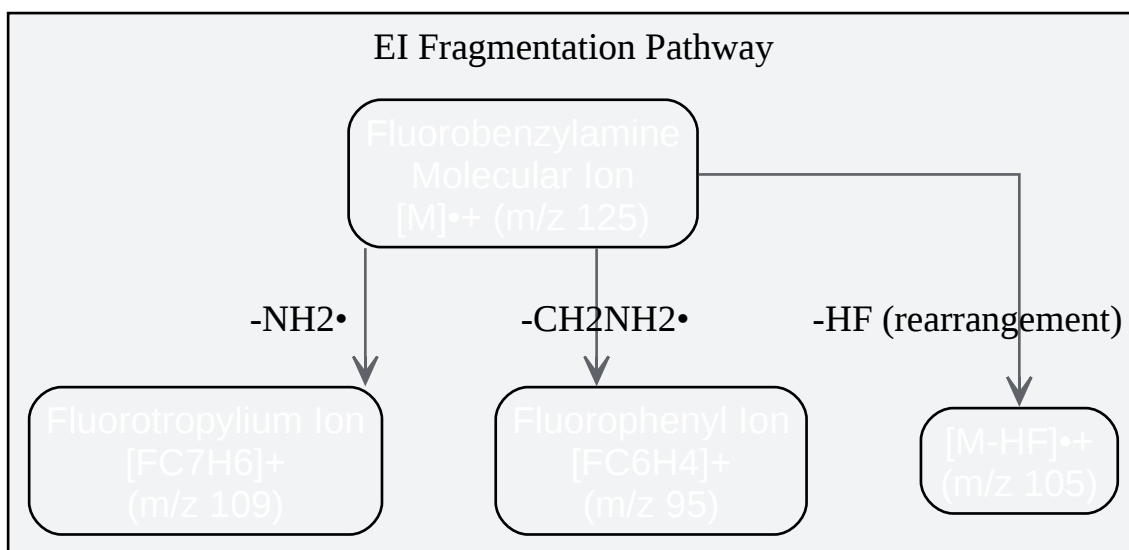 EI Fragmentation Pathway
Fluorobenzylamine
Molecular Ion
[M]•+ (m/z 125)
-NH2•
-CH2NH2•
-HF (rearrangement)
Fluorotropylium Ion
[FC7H6]+
(m/z 109)
Fluorophenyl Ion
[FC6H4]+
(m/z 95)
[M-HF]•+
(m/z 105)